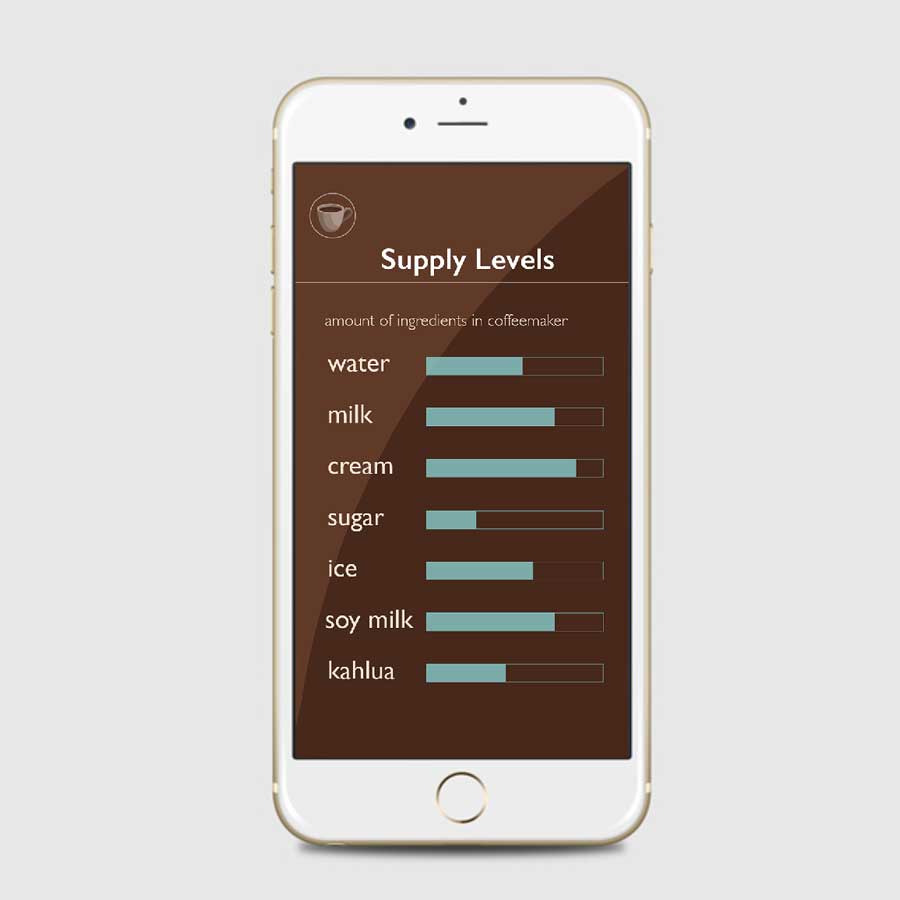 Supply Levels
amount of ingredients in coffeemaker
water
milk
cream
sugar
ice
soy milk
kahlua